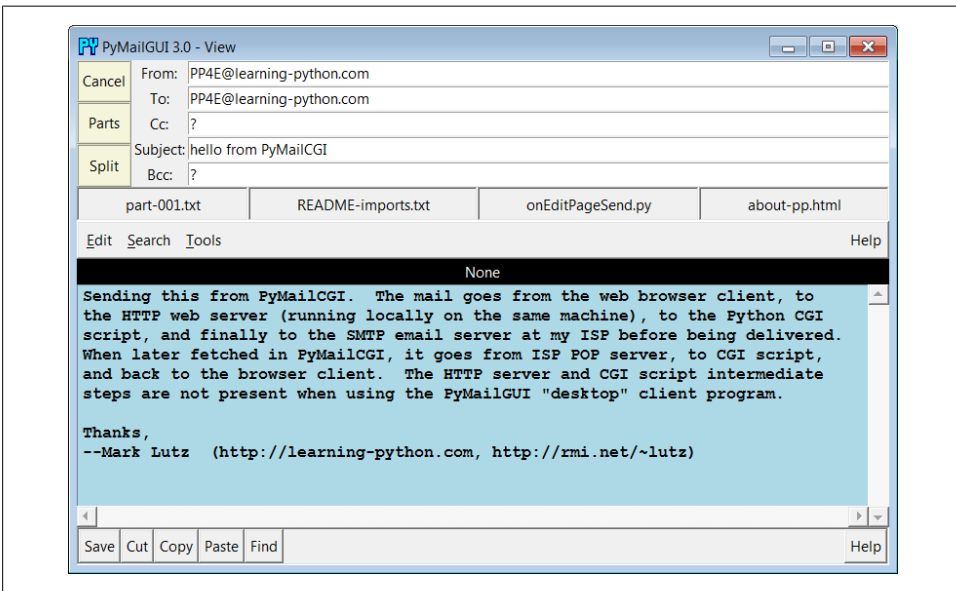 PY PyMailGUI 3.0 - View
Cancel
Parts
Split
From: PP4E@learning-python.com
To: PP4E@learning-python.com
Cc: ?
Subject: hello from PyMailCGI
Bcc: ?
part-001.txt README-imports.txt onEditPageSend.py about-pp.html
Edit Search Tools Help
None
Sending this from PyMailCGI.  The mail goes from the web browser client, to
the HTTP web server (running locally on the same machine), to the Python CGI
script, and finally to the SMTP email server at my ISP before being delivered.
When later fetched in PyMailCGI, it goes from ISP POP server, to CGI script,
and back to the browser client.  The HTTP server and CGI script intermediate
steps are not present when using the PyMailGUI "desktop" client program.
Thanks,
--Mark Lutz  (http://learning-python.com, http://rmi.net/~lutz)
Save Cut Copy Paste Find Help